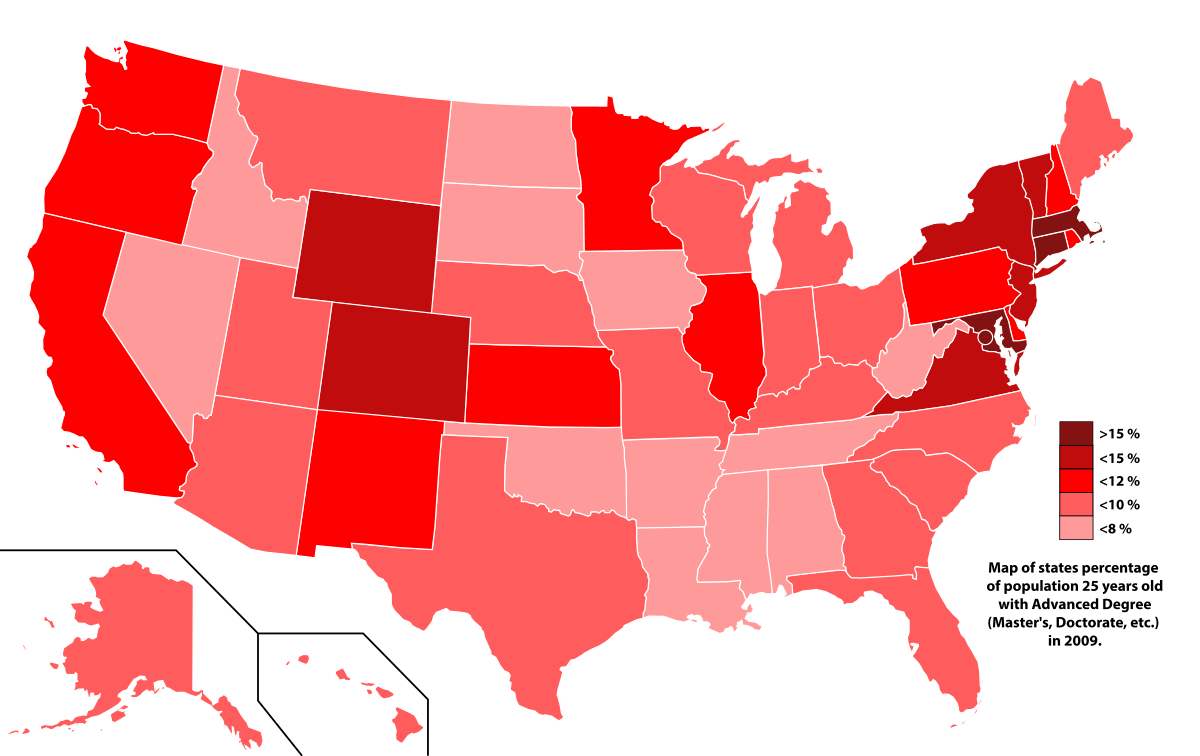 >15 %
<15 %
<12 %
<10 %
<8 %
Map of states percentage
of population 25 years old
with Advanced Degree
(Master's, Doctorate, etc.)
in 2009.